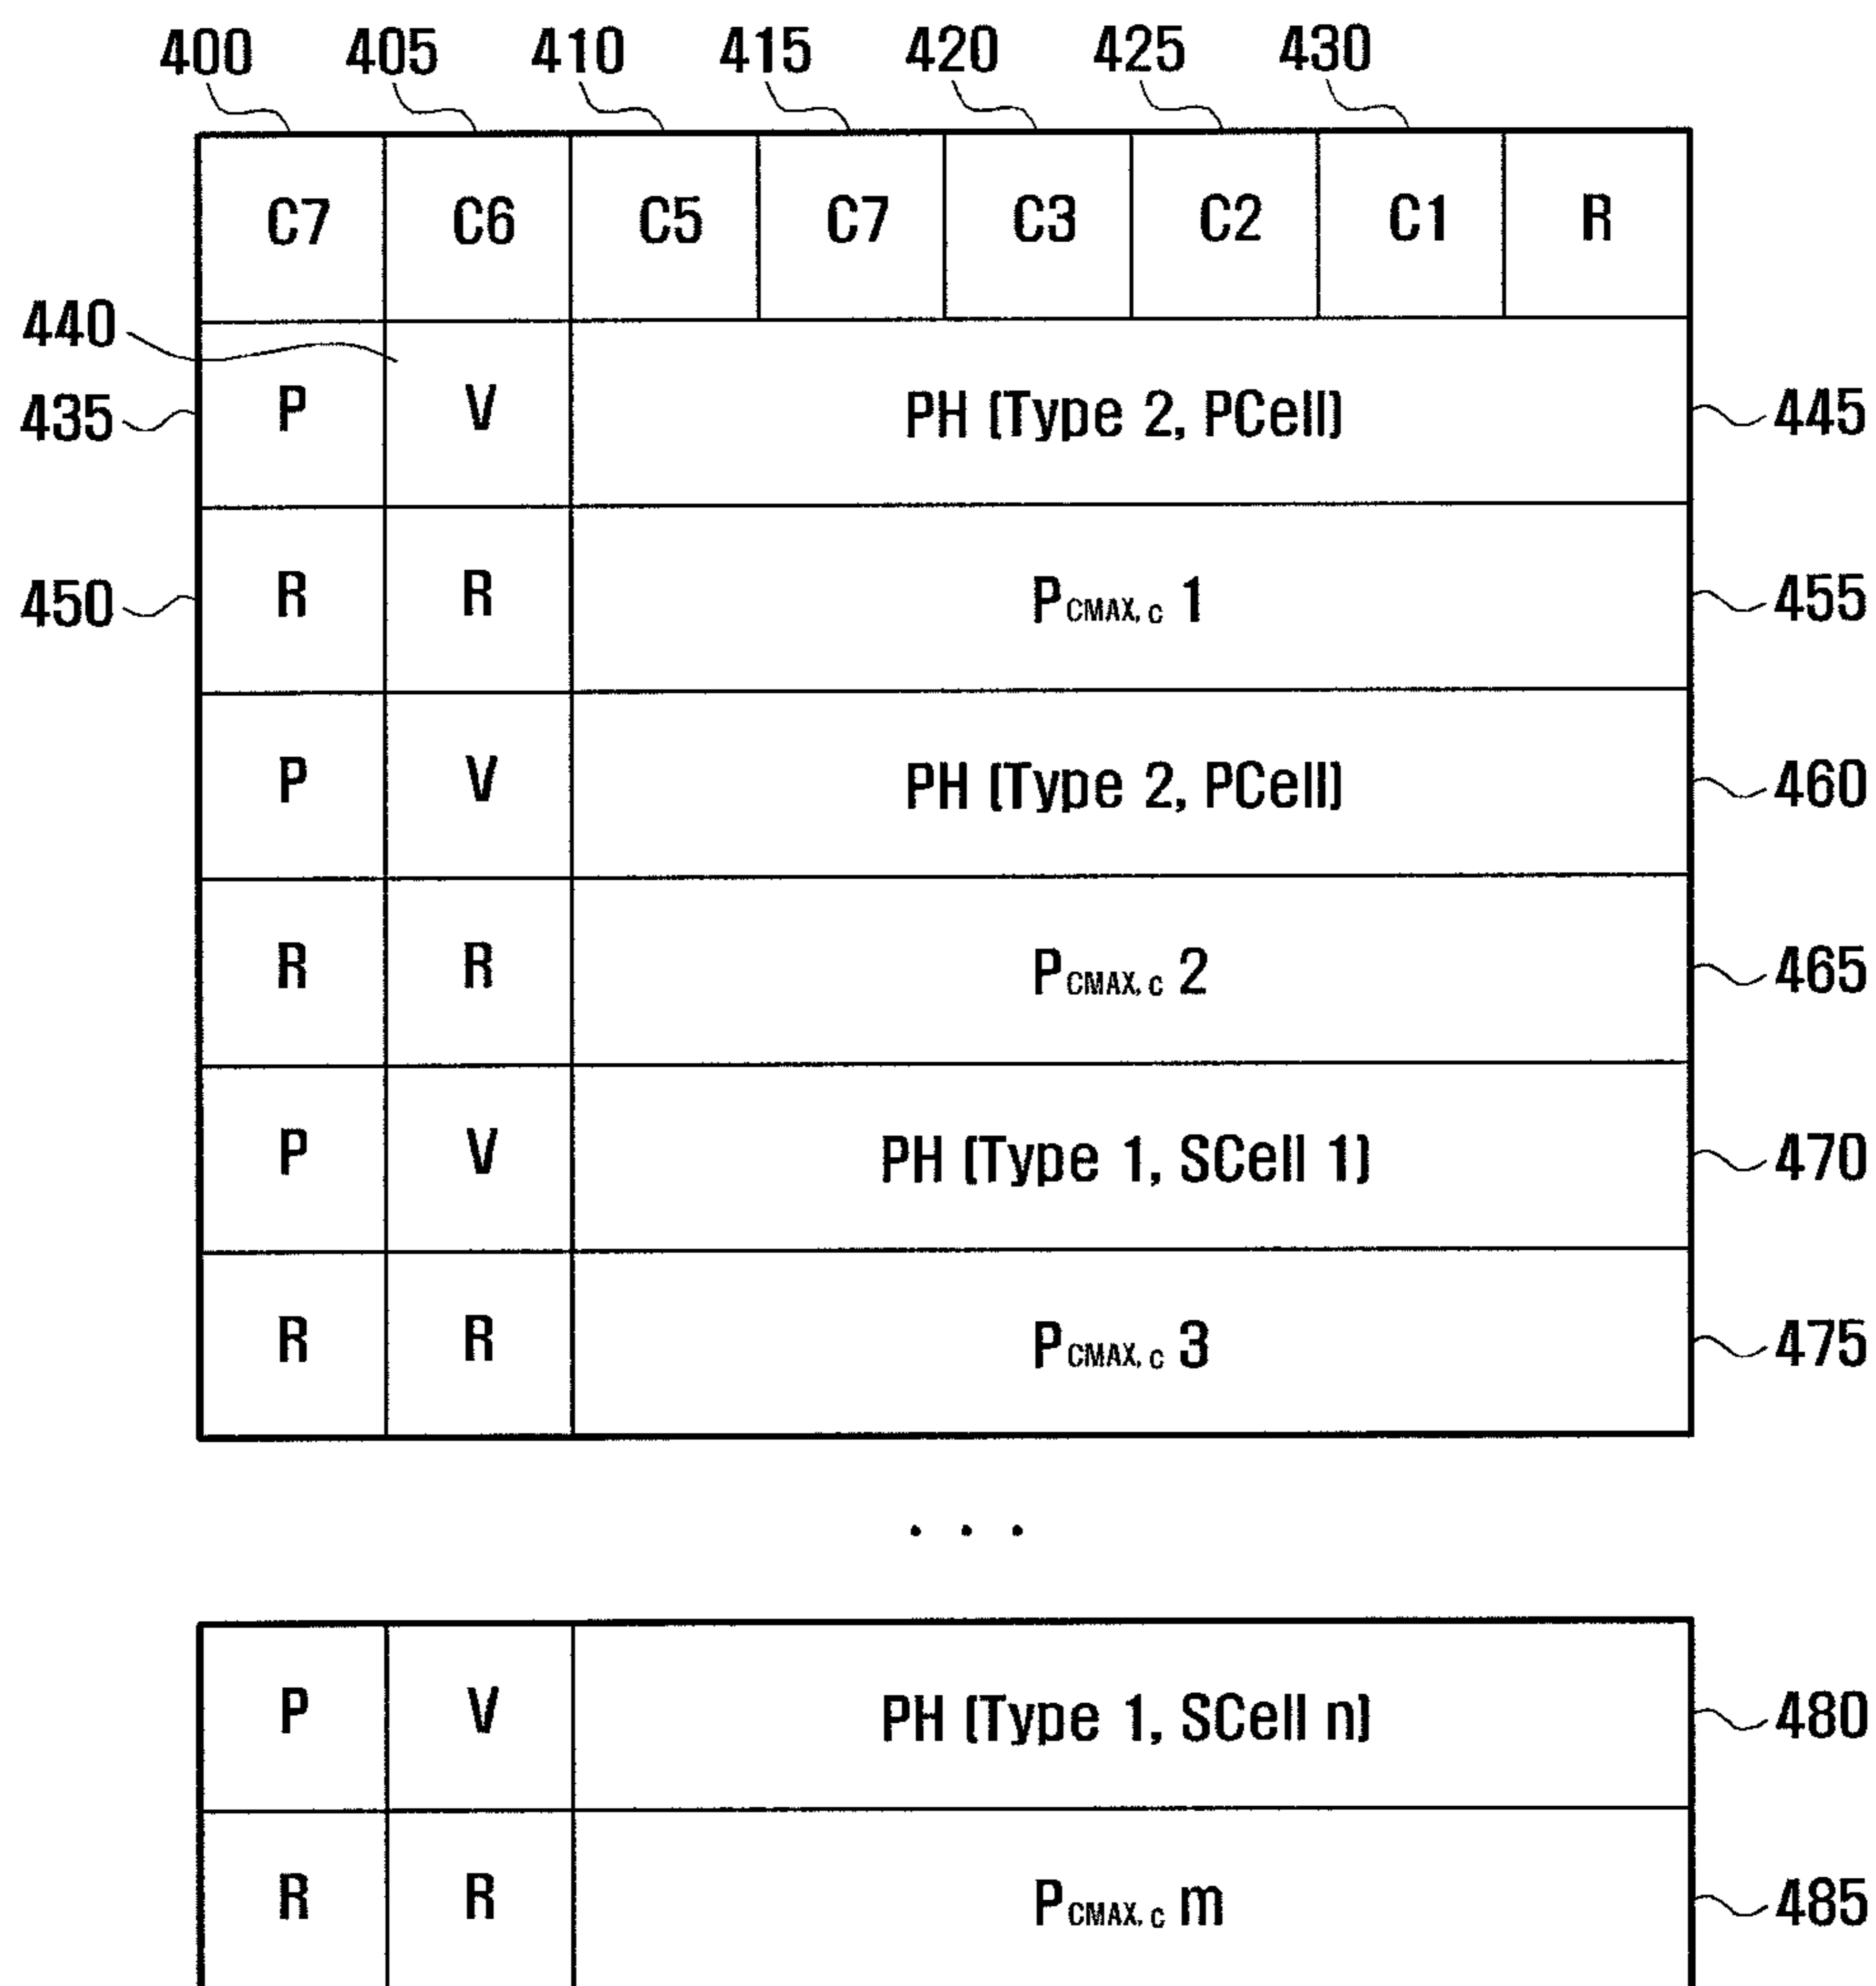 400 405 410 415 420 425 430
C7 C6 C5 C7 C3 C2 C1 R
440
435 P V PH (Type 2, PCell) 445
450 R R PCMAX, c 1 455
P V PH (Type 2, PCell) 460
R R PCMAX, c 2 465
P V PH (Type 1, SCell 1) 470
R R PCMAX, c 3 475
. . .
P V PH (Type 1, SCell n) 480
R R PCMAX, c m 485